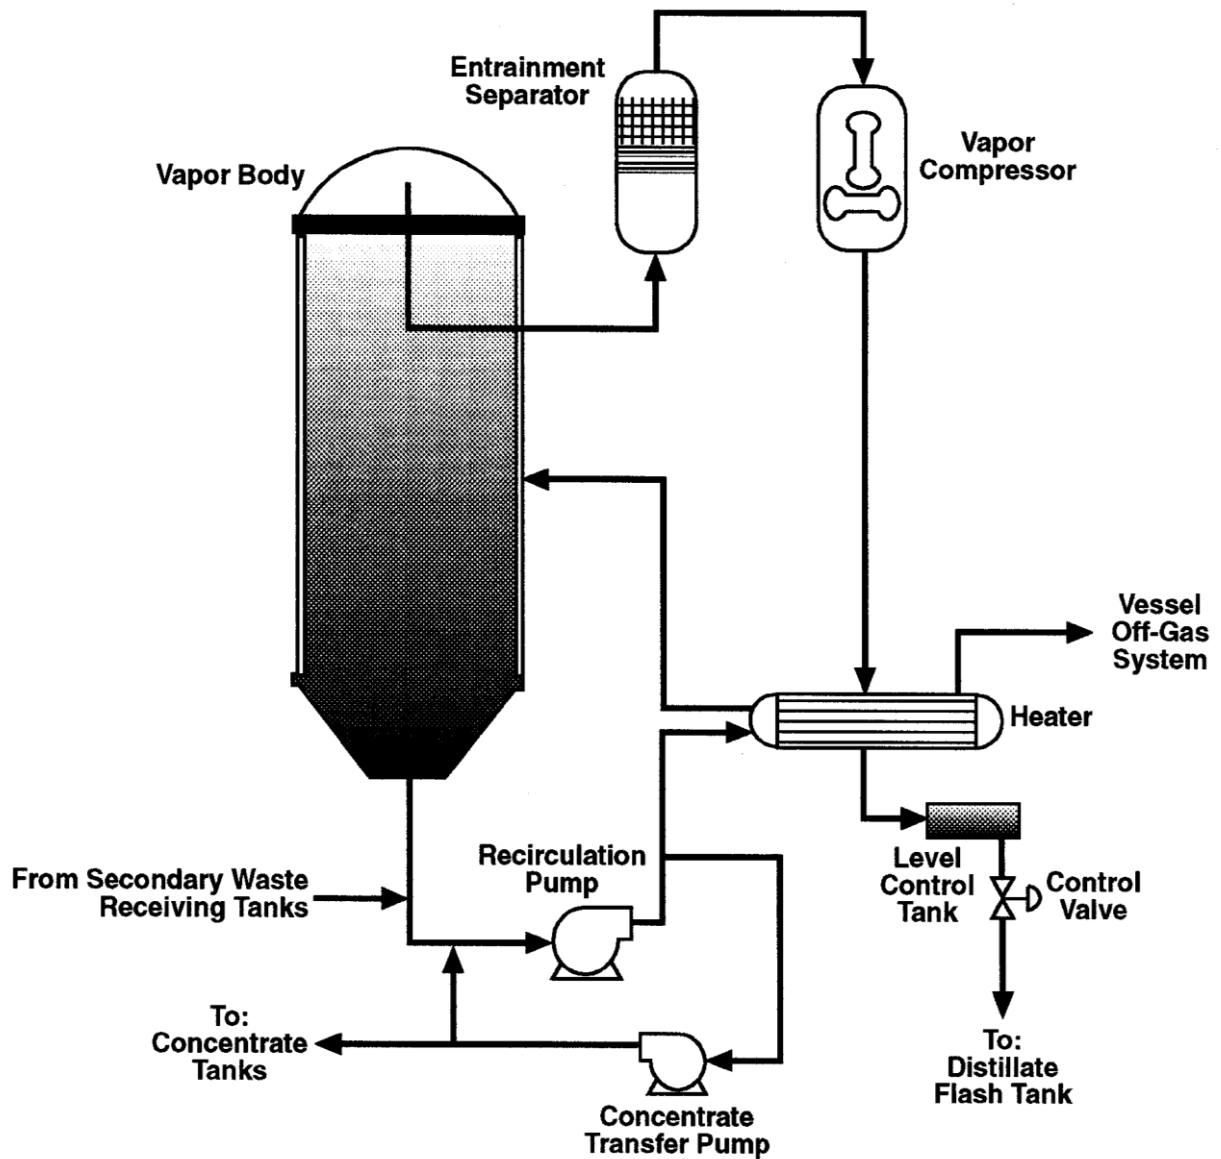 Entrainment
Separator
Vapor
Compressor
Vapor Body
Vessel
Off-Gas
System
Heater
Recirculation
Pump
Level
Control
Tank
Control
Valve
From Secondary Waste
Receiving Tanks
To:
Concentrate
Tanks
To:
Distillate
Flash Tank
Concentrate
Transfer Pump